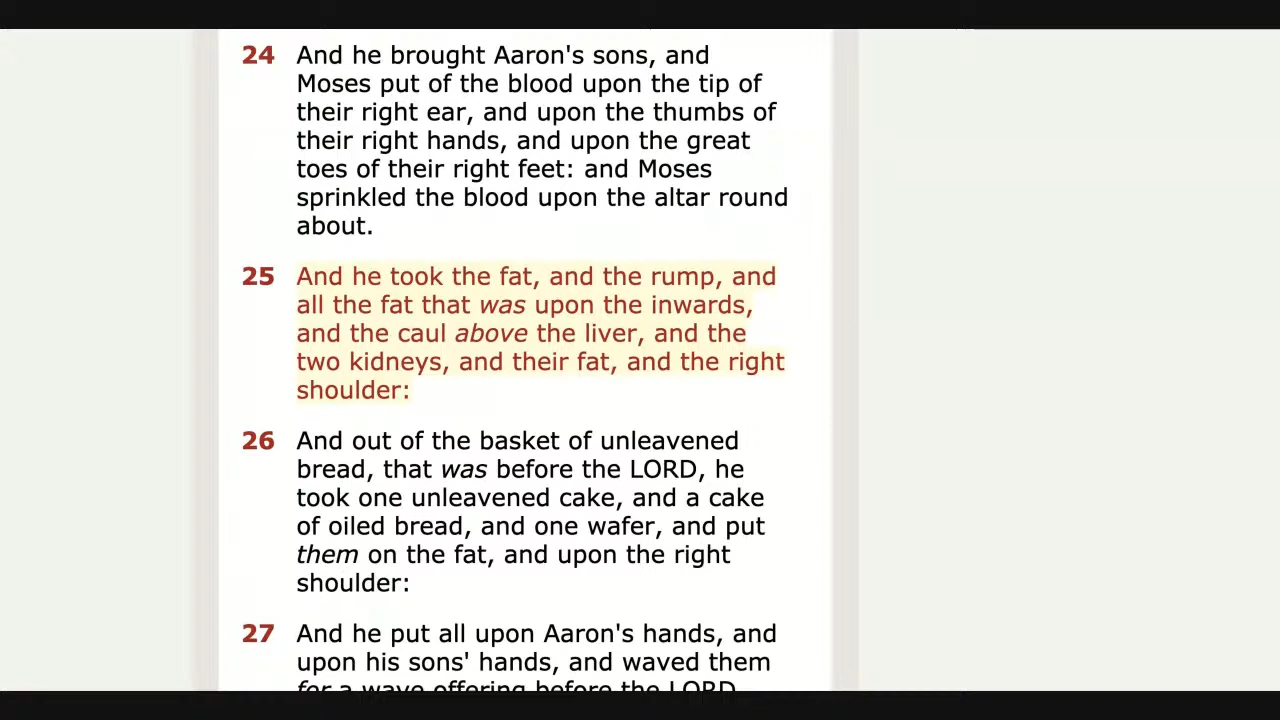 24 And he brought Aaron's sons, and
Moses put of the blood upon the tip of
their right ear, and upon the thumbs of
their right hands, and upon the great
toes of their right feet: and Moses
sprinkled the blood upon the altar round
about.
25 And he took the fat, and the rump, and
all the fat that was upon the inwards,
and the caul above the liver, and the
two kidneys, and their fat, and the right
shoulder:
26 And out of the basket of unleavened
bread, that was before the LORD, he
took one unleavened cake, and a cake
of oiled bread, and one wafer, and put
them on the fat, and upon the right
shoulder:
27 And he put all upon Aaron's hands, and
upon his sons' hands, and waved them
for a wave offering before the LORD